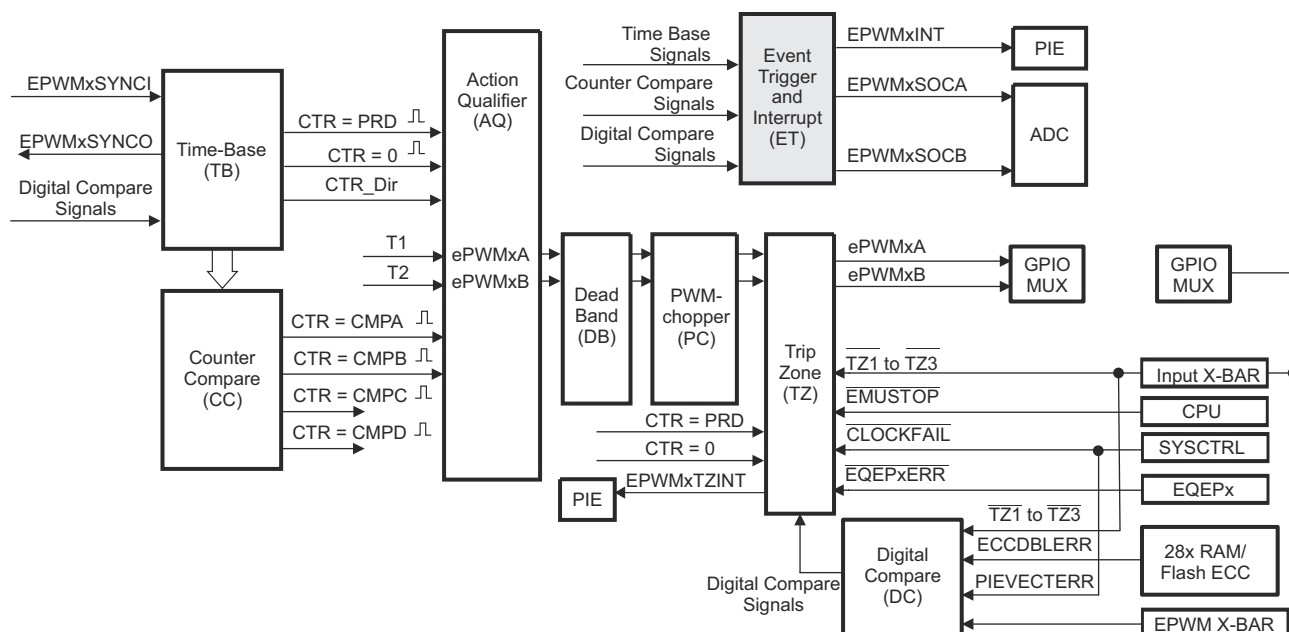 EPWMxSYNCI
EPWMxSYNCO
Digital Compare
Signals
Time-Base
(TB)
CTR = PRD
CTR = 0
CTR_Dir
T1
T2
Counter
Compare
(CC)
CTR = CMPA
CTR = CMPB
CTR = CMPC
CTR = CMPD
Action
Qualifier
(AQ)
ePWMxA
ePWMxB
Dead
Band
(DB)
PWM-
chopper
(PC)
Time Base
Signals
Counter Compare
Signals
Digital Compare
Signals
Event
Trigger
and
Interrupt
(ET)
EPWMxINT
EPWMxSOCA
EPWMxSOCB
PIE
ADC
Trip
Zone
(TZ)
ePWMxA
ePWMxB
GPIO
MUX
GPIO
MUX
TZ1 to TZ3
EMUSTOP
CLOCKFAIL
EQEPxERR
Input X-BAR
CPU
SYSCTRL
EQEPx
CTR = PRD
CTR = 0
EPWMxTZINT
PIE
Digital Compare
Signals
Digital
Compare
(DC)
TZ1 to TZ3
ECCDBLERR
PIEVECTERR
28x RAM/
Flash ECC
EPWM X-BAR